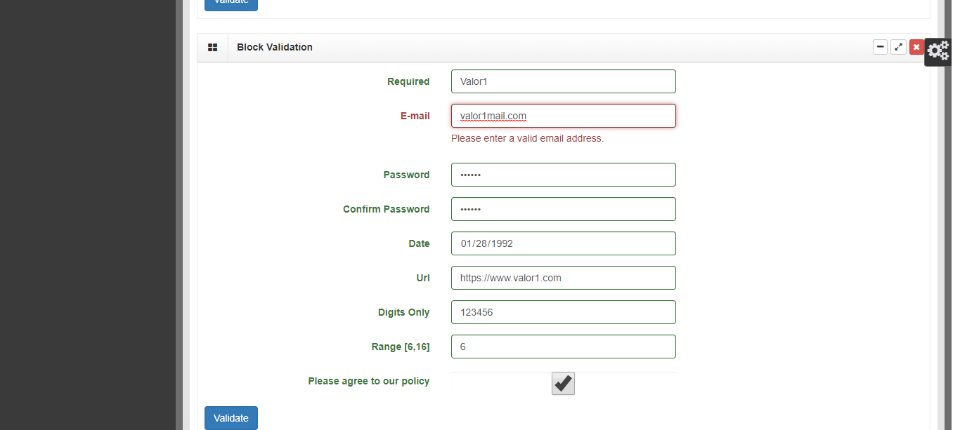 Validate
Block Validation
Required Valor1
E-mail valor1mail.com
Please enter a valid email address.
Password ••••••
Confirm Password ••••••
Date 01/28/1992
Url https://www.valor1.com
Digits Only 123456
Range [6,16] 6
Please agree to our policy
Validate